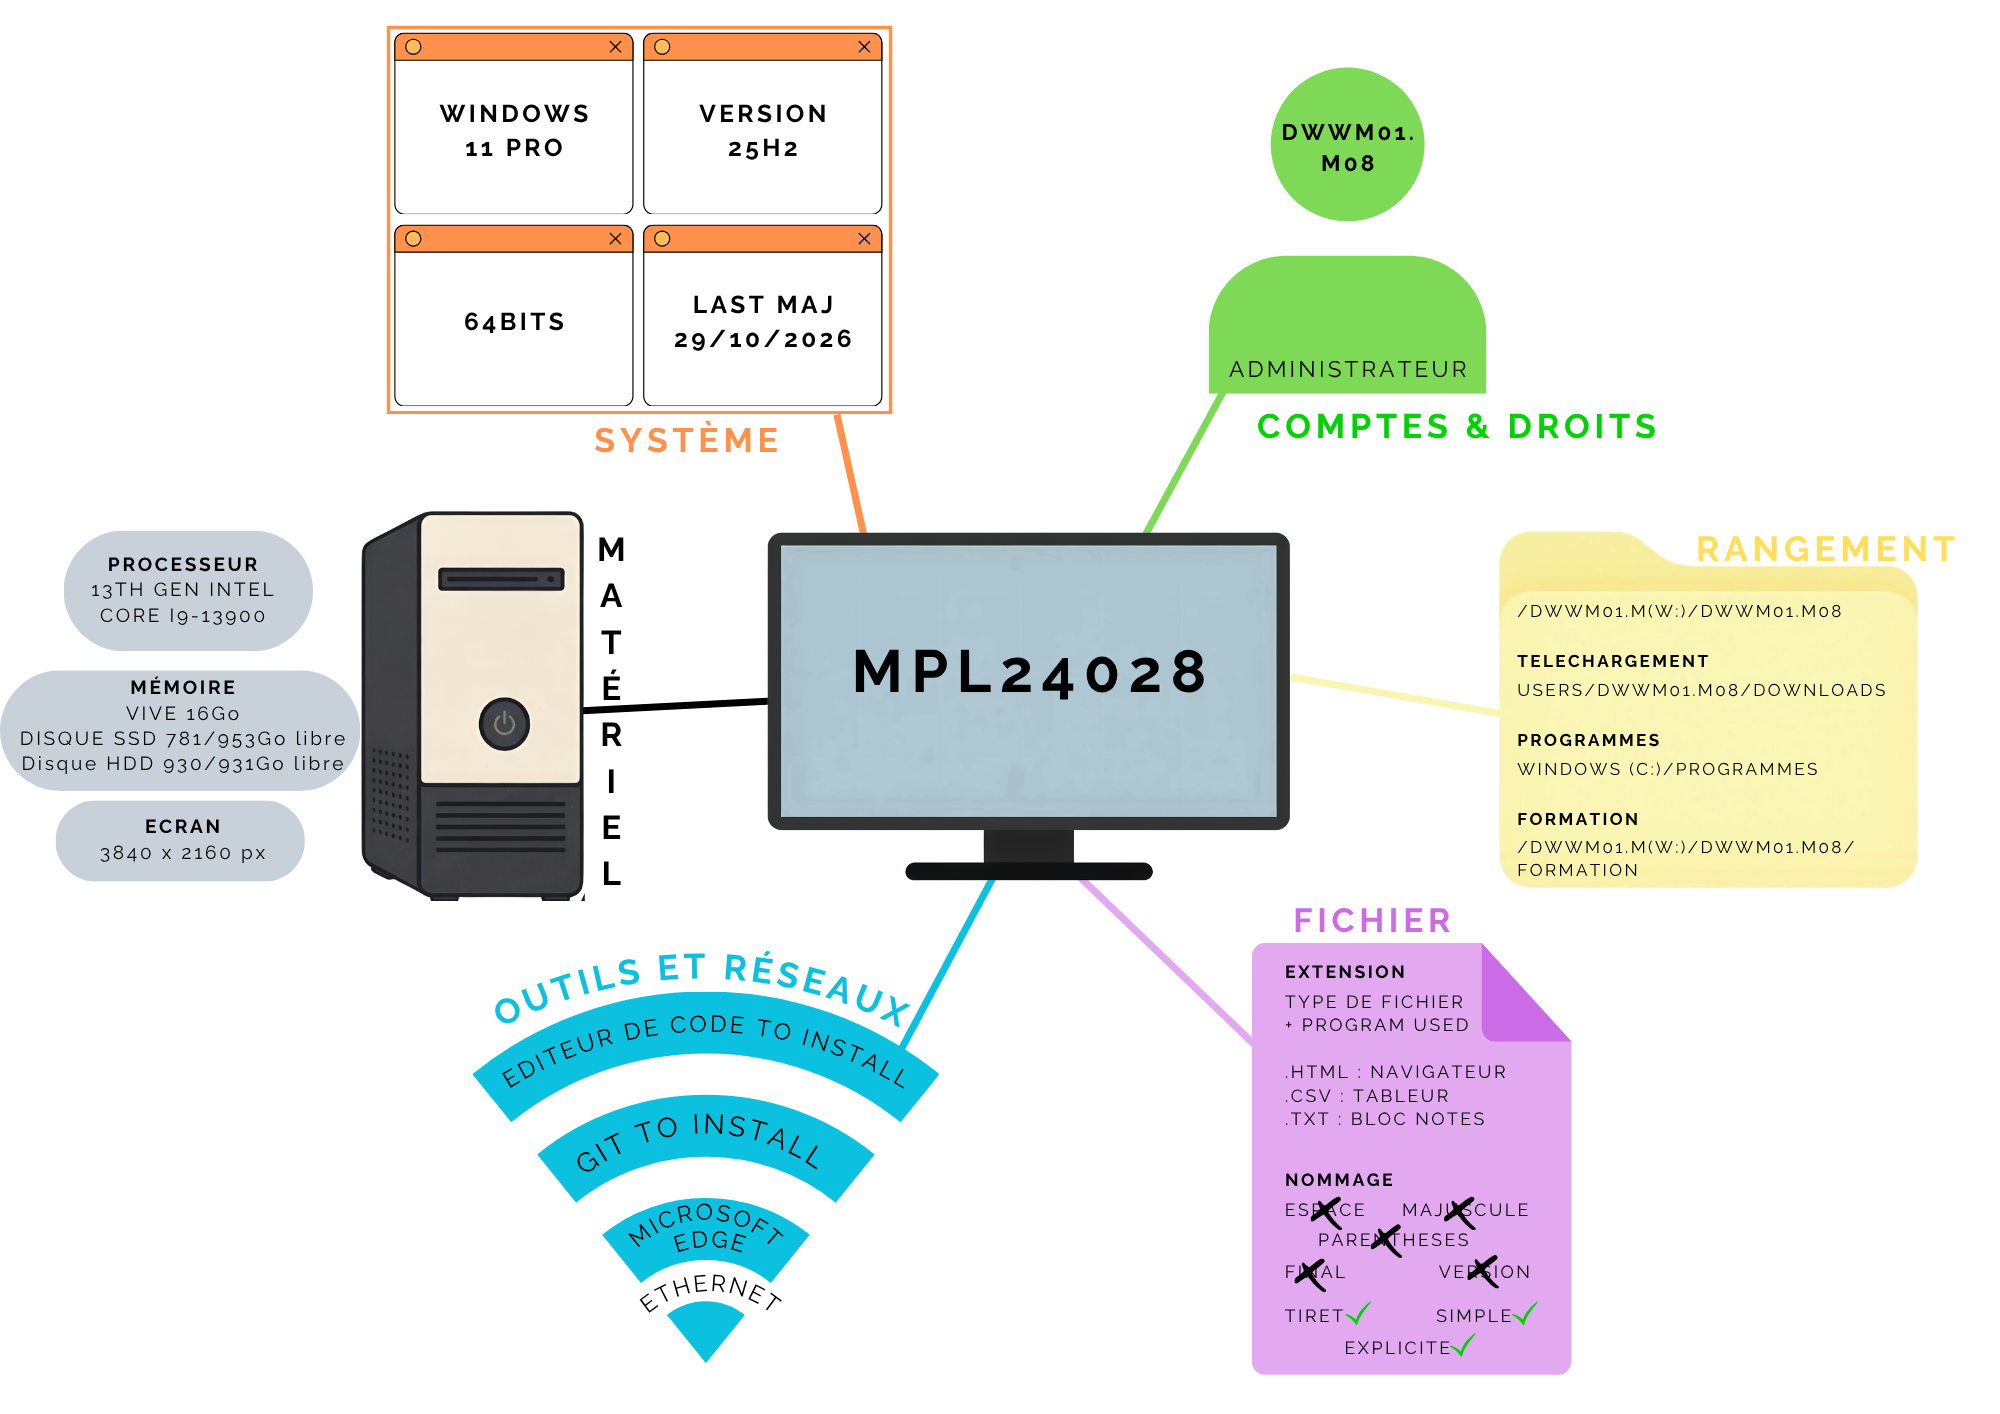 WINDOWS
11 PRO
VERSION
25H2
64BITS
LAST MAJ
29/10/2026
SYSTÈME
DWWM01.
M08
ADMINISTRATEUR
COMPTES & DROITS
PROCESSEUR
13TH GEN INTEL
CORE I9-13900
MÉMOIRE
VIVE 16Go
DISQUE SSD 781/953Go libre
Disque HDD 930/931Go libre
ECRAN
3840 x 2160 px
MATÉRIEL
MPL24028
RANGEMENT
/DWWM01.M(W:)/DWWM01.M08
TELECHARGEMENT
USERS/DWWM01.M08/DOWNLOADS
PROGRAMMES
WINDOWS (C:)/PROGRAMMES
FORMATION
/DWWM01.M(W:)/DWWM01.M08/
FORMATION
OUTILS ET RÉSEAUX
EDITEUR DE CODE TO INSTALL
GIT TO INSTALL
MICROSOFT
EDGE
ETHERNET
FICHIER
EXTENSION
TYPE DE FICHIER
+ PROGRAM USED
.HTML : NAVIGATEUR
.CSV : TABLEUR
.TXT : BLOC NOTES
NOMMAGE
ESPACE MAJUSCULE
PARENTHESES
FINAL VERSION
TIRET SIMPLE
EXPLICITE